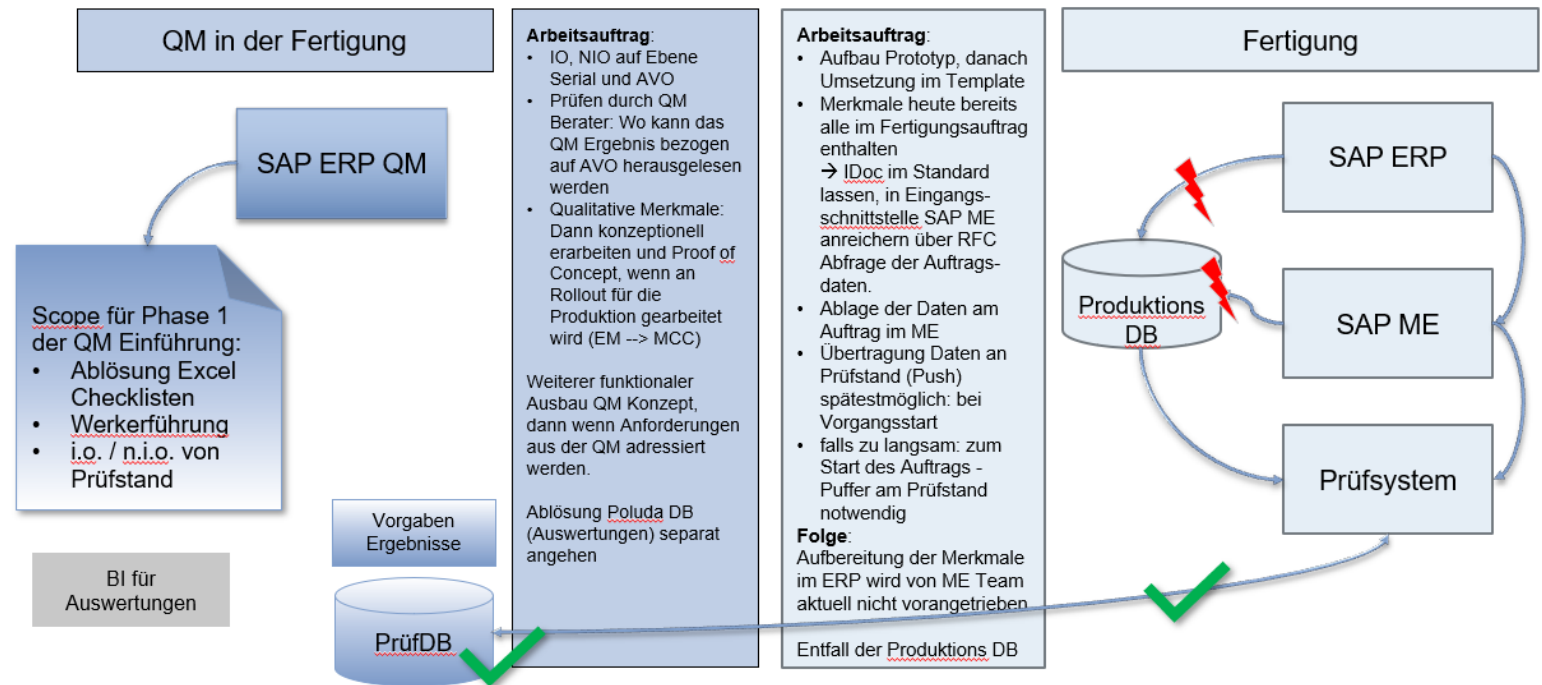 QM in der Fertigung
SAP ERP QM
Scope für Phase 1
der QM Einführung:
• Ablösung Excel
Checklisten
• Werkerführung
• i.o. / n.i.o. von
Prüfstand
BI für
Auswertungen
Vorgaben
Ergebnisse
PrüfDB
Arbeitsauftrag:
• IO, NIO auf Ebene
Serial und AVO
• Prüfen durch QM
Berater: Wo kann das
QM Ergebnis bezogen
auf AVO herausgelesen
werden
• Qualitative Merkmale:
Dann konzeptionell
erarbeiten und Proof of
Concept, wenn an
Rollout für die
Produktion gearbeitet
wird (EM --> MCC)
Weiterer funktionaler
Ausbau QM Konzept,
dann wenn Anforderungen
aus der QM adressiert
werden.
Ablösung Poluda DB
(Auswertungen) separat
angehen
Arbeitsauftrag:
• Aufbau Prototyp, danach
Umsetzung im Template
• Merkmale heute bereits
alle im Fertigungsauftrag
enthalten
→ IDoc im Standard
lassen, in Eingangs-
schnittstelle SAP ME
anreichern über RFC
Abfrage der Auftrags-
daten.
• Ablage der Daten am
Auftrag im ME
• Übertragung Daten an
Prüfstand (Push)
spätestmöglich: bei
Vorgangsstart
• falls zu langsam: zum
Start des Auftrags -
Puffer am Prüfstand
notwendig
Folge:
Aufbereitung der Merkmale
im ERP wird von ME Team
aktuell nicht vorangetrieben
Entfall der Produktions DB
Fertigung
SAP ERP
Produktions
DB
SAP ME
Prüfsystem